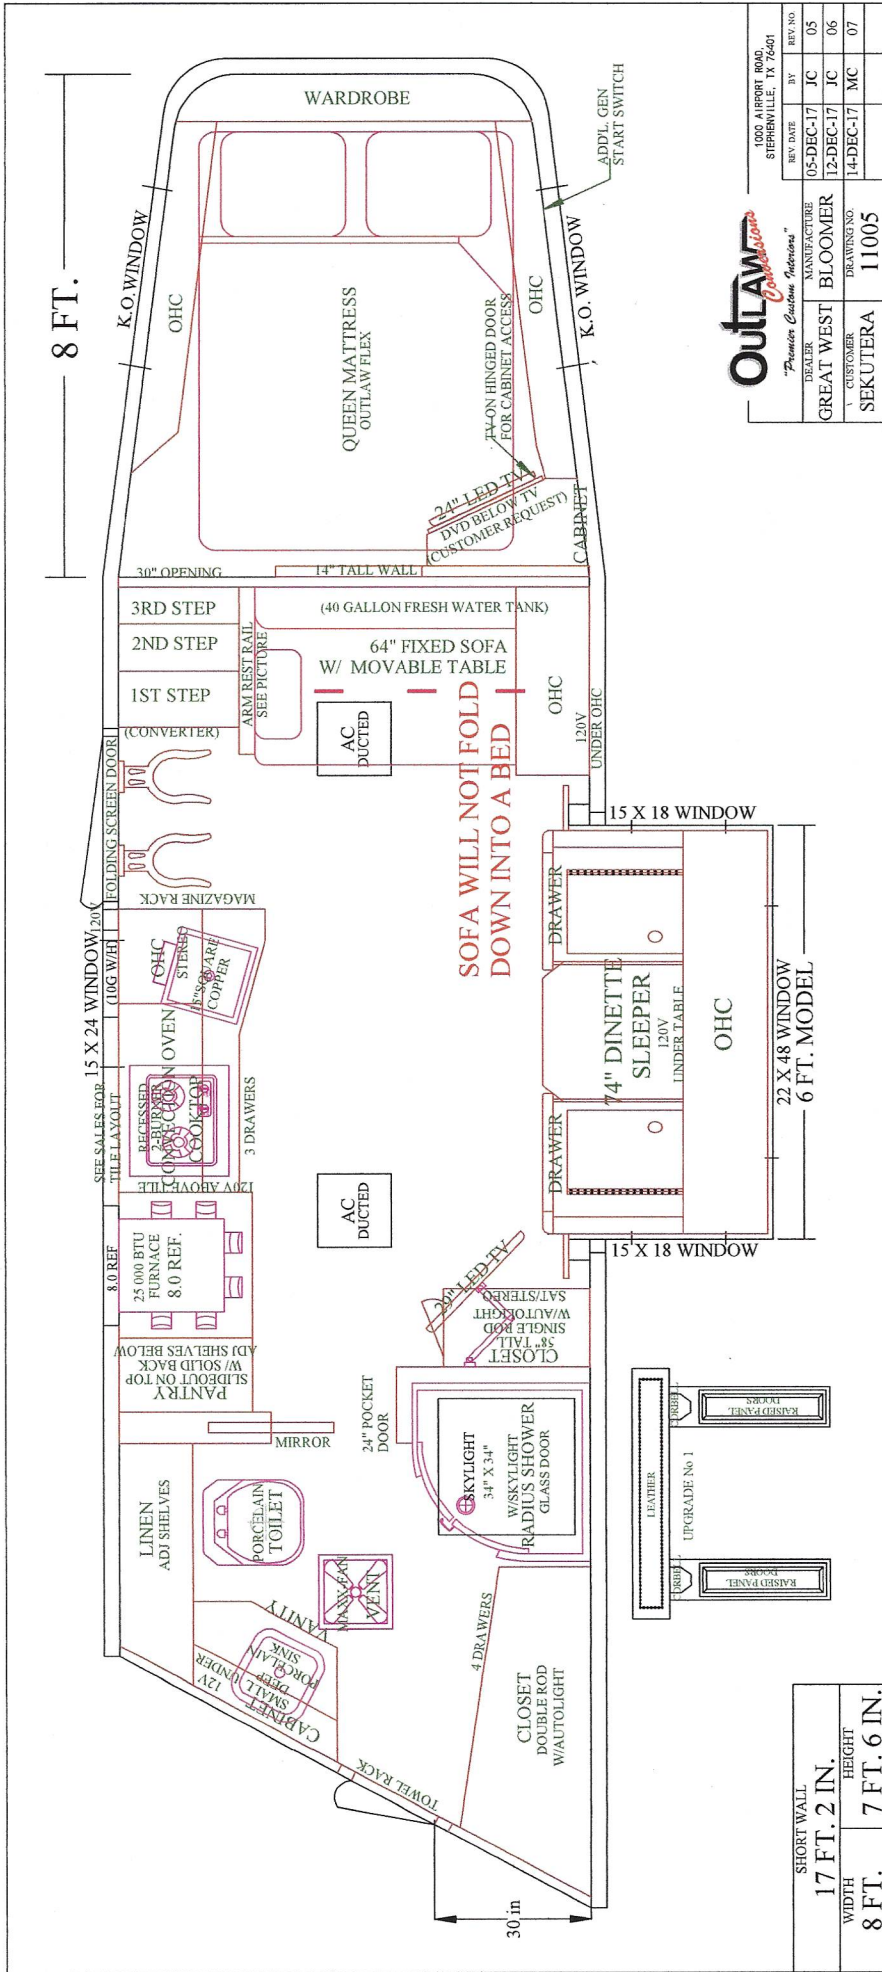 8 FT.
WARDROBE
K.O. WINDOW
OHC
QUEEN MATTRESS
OUTLAW FLEX
OHC
K.O. WINDOW
ADD'L. GEN
START SWITCH
TV ON HINGED DOOR
FOR CABINET ACCESS
24" LED TV
DVD BELOW TV
(CUSTOMER REQUEST)
CABINET
30" OPENING
14" TALL WALL
3RD STEP
2ND STEP
1ST STEP
(CONVERTER)
ARM REST RAIL
SEE PICTURE
(40 GALLON FRESH WATER TANK)
64" FIXED SOFA
W/ MOVABLE TABLE
OHC
120V
UNDER OHC
AC
DUCTED
SOFA WILL NOT FOLD
DOWN INTO A BED
FOLDING SCREEN DOOR
MAGAZINE RACK
120V
15 X 24 WINDOW
(10G W/H)
OHC
STEREO
15" SQUARE
COPPER
CONVECTION OVEN
RECESSED
2-BURNER
COOKTOP
3 DRAWERS
SEE SALES FOR
TILE LAYOUT
120V ABOVE TILE
8.0 REF
25 000 BTU
FURNACE
8.0 REF.
AC
DUCTED
PANTRY
SLIDEOUT ON TOP
W/ SOLID BACK
ADJ SHELVES BELOW
15 X 18 WINDOW
DRAWER
74" DINETTE
SLEEPER
120V
UNDER TABLE
OHC
DRAWER
22 X 48 WINDOW
6 FT. MODEL
15 X 18 WINDOW
29" LED TV
CLOSET
58" TALL
SINGLE ROD
W/AUTOLIGHT
SAT/STEREO
24" POCKET
DOOR
MIRROR
LINEN
ADJ SHELVES
PORCELAIN
TOILET
SKYLIGHT
34" X 34"
W/SKYLIGHT
RADIUS SHOWER
GLASS DOOR
MAXX-FAN
VENT
VANITY
PORCELAIN
SINK
SMALL
DEEP
12V
UNDER
CABINET
TOWEL RACK
4 DRAWERS
CLOSET
DOUBLE ROD
W/AUTOLIGHT
30 in
LEATHER
CORBELL
CORBELL
UPGRADE No 1
RAISED PANEL
DOORS
RAISED PANEL
DOORS
OutLAW
Conversions
"Premier Custom Interiors"
1000 AIRPORT ROAD,
STEPHENVILLE, TX 76401
DEALER
GREAT WEST
MANUFACTURE
BLOOMER
CUSTOMER
SEKUTERA
DRAWING NO.
11005
REV. DATE BY REV. NO
05-DEC-17 JC 05
12-DEC-17 JC 06
14-DEC-17 MC 07
SHORT WALL
17 FT. 2 IN.
WIDTH
8 FT.
HEIGHT
7 FT. 6 IN.